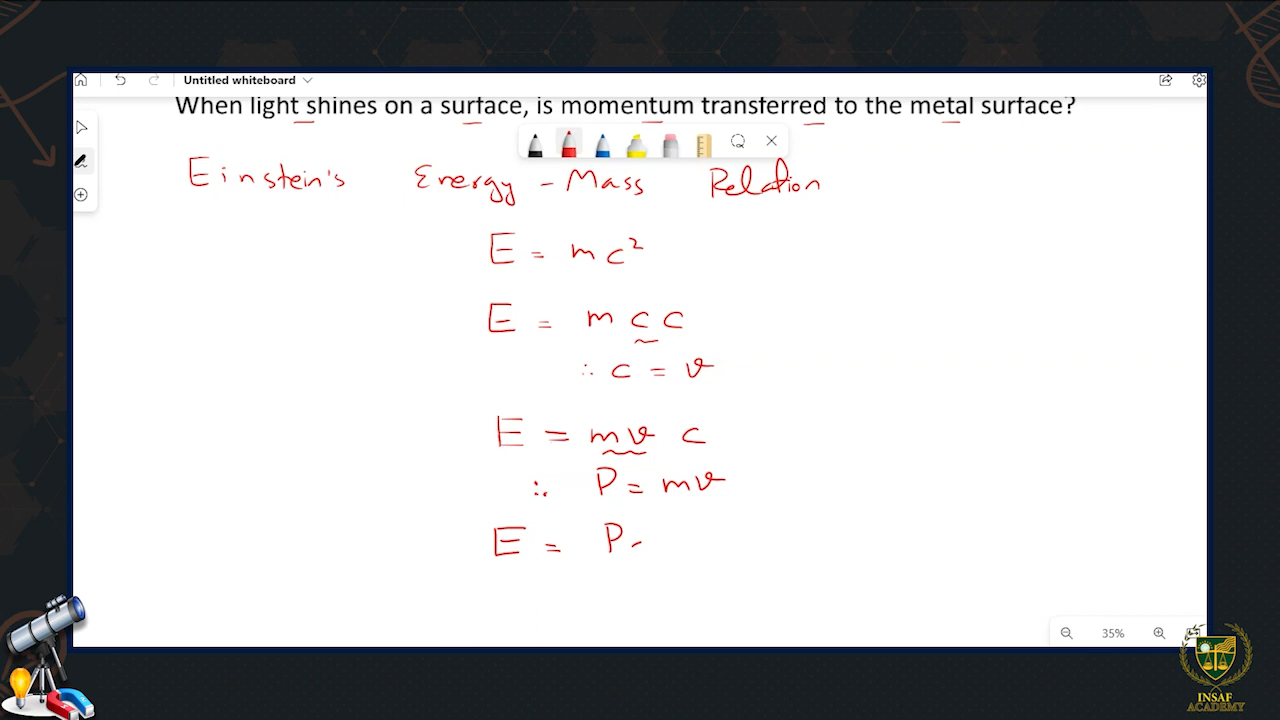 Untitled whiteboard
When light shines on a surface, is momentum transferred to the metal surface?
Einstein's Energy - Mass Relation
E = mc²
E = m c c
∴ c = v
E = mv c
∴ P = mv
E = P
35%
INSAF
ACADEMY